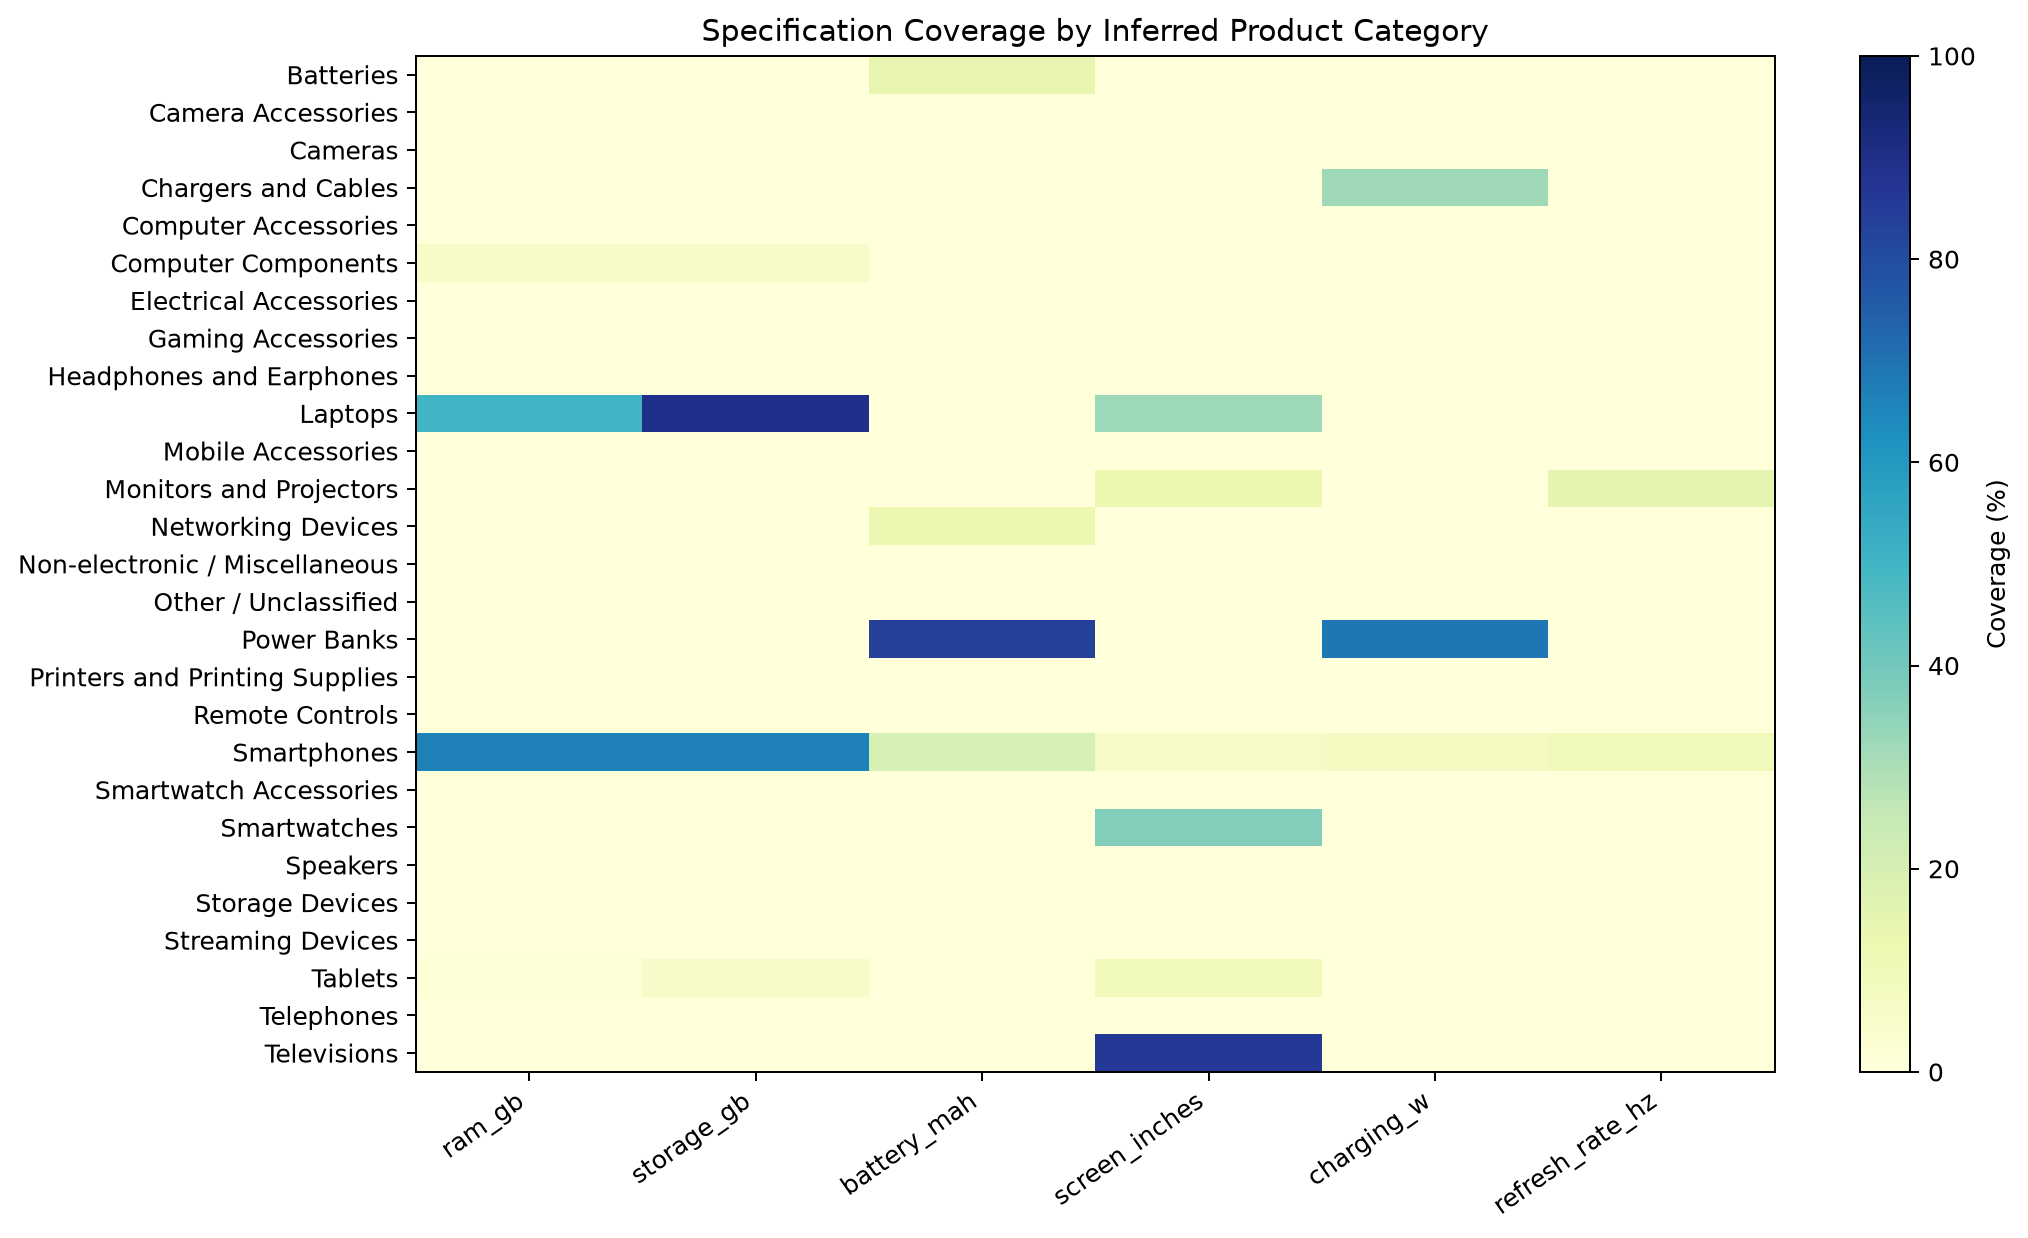 Specification Coverage by Inferred Product Category
Batteries
Camera Accessories
Cameras
Chargers and Cables
Computer Accessories
Computer Components
Electrical Accessories
Gaming Accessories
Headphones and Earphones
Laptops
Mobile Accessories
Monitors and Projectors
Networking Devices
Non-electronic / Miscellaneous
Other / Unclassified
Power Banks
Printers and Printing Supplies
Remote Controls
Smartphones
Smartwatch Accessories
Smartwatches
Speakers
Storage Devices
Streaming Devices
Tablets
Telephones
Televisions
ram_gb
storage_gb
battery_mah
screen_inches
charging_w
refresh_rate_hz
100
80
60
40
20
0
Coverage (%)